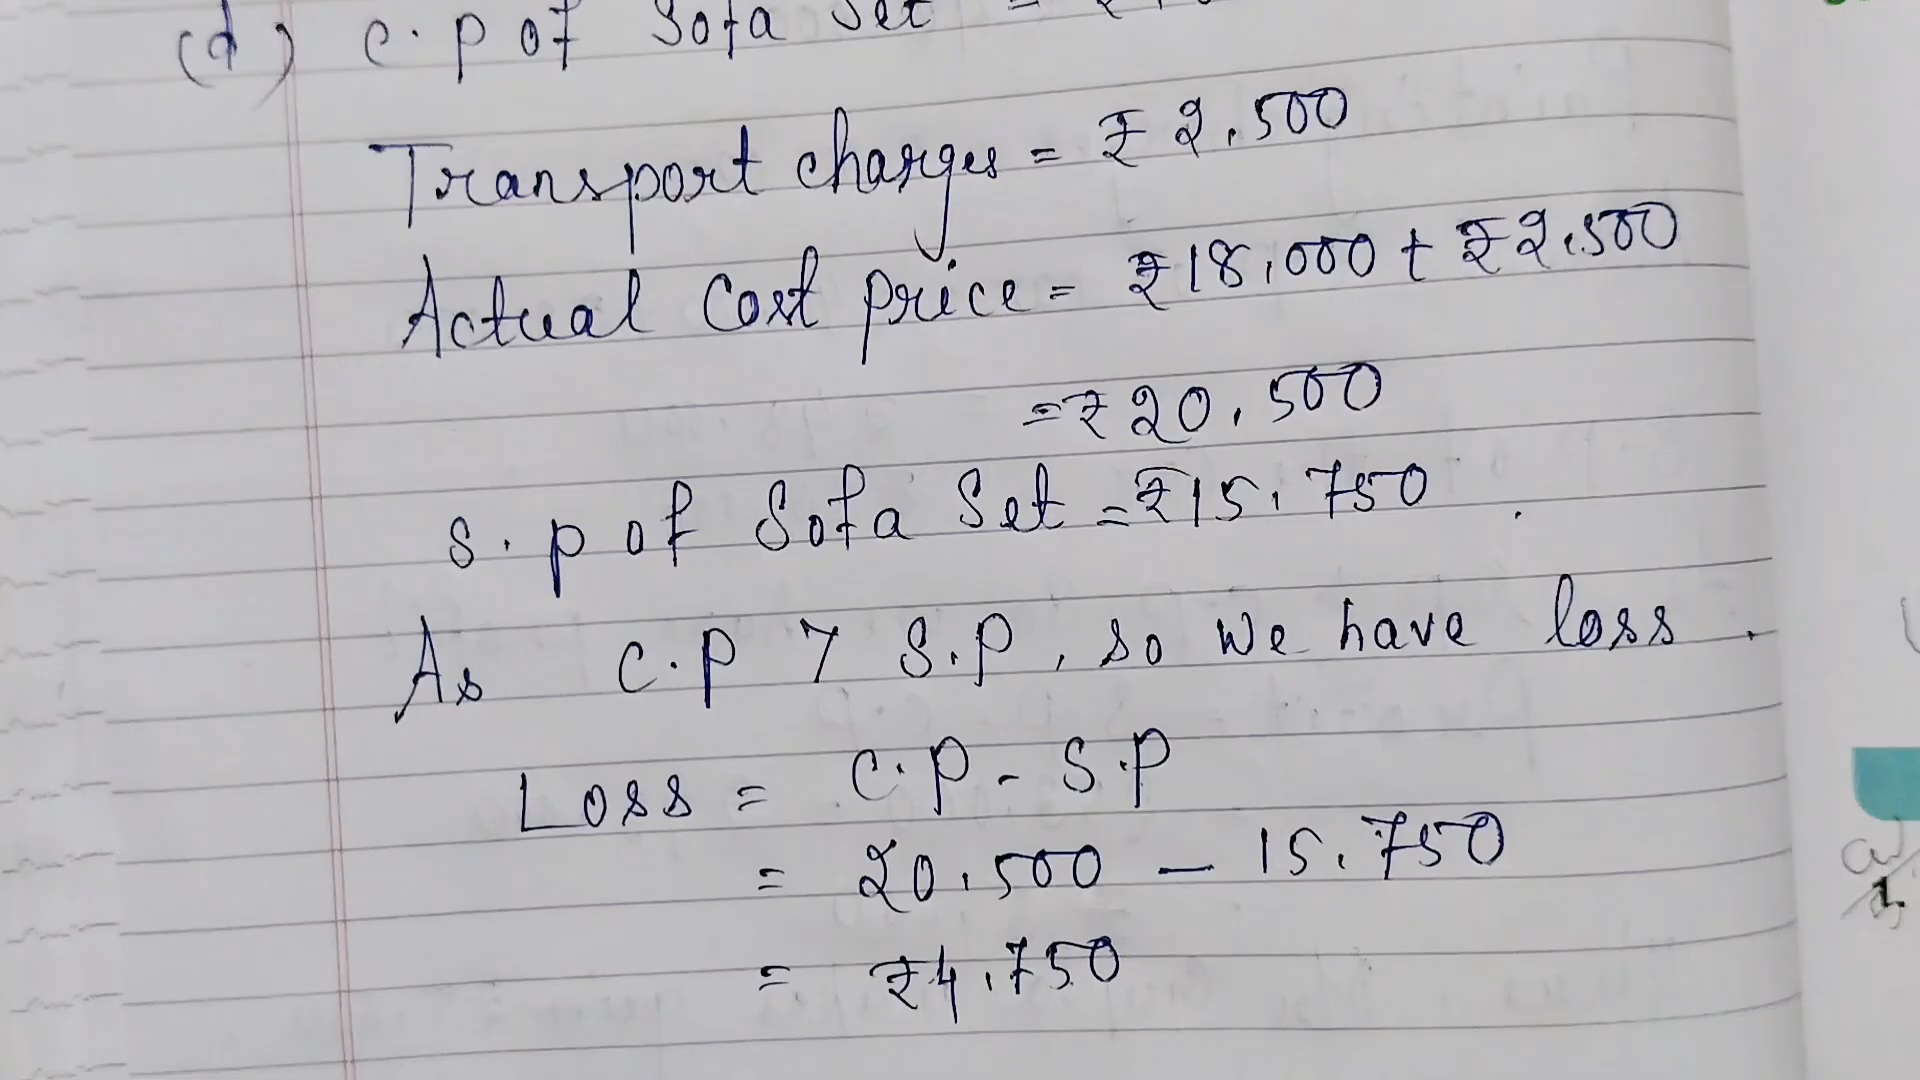 (d) C.P of Sofa Set =
Transport charges = ₹ 2,500
Actual Cost price = ₹ 18,000 + ₹ 2,500
= ₹ 20,500
S.P of Sofa Set = ₹ 15,750
As C.P > S.P, so we have loss.
Loss = C.P - S.P
= 20,500 - 15,750
= ₹ 4,750